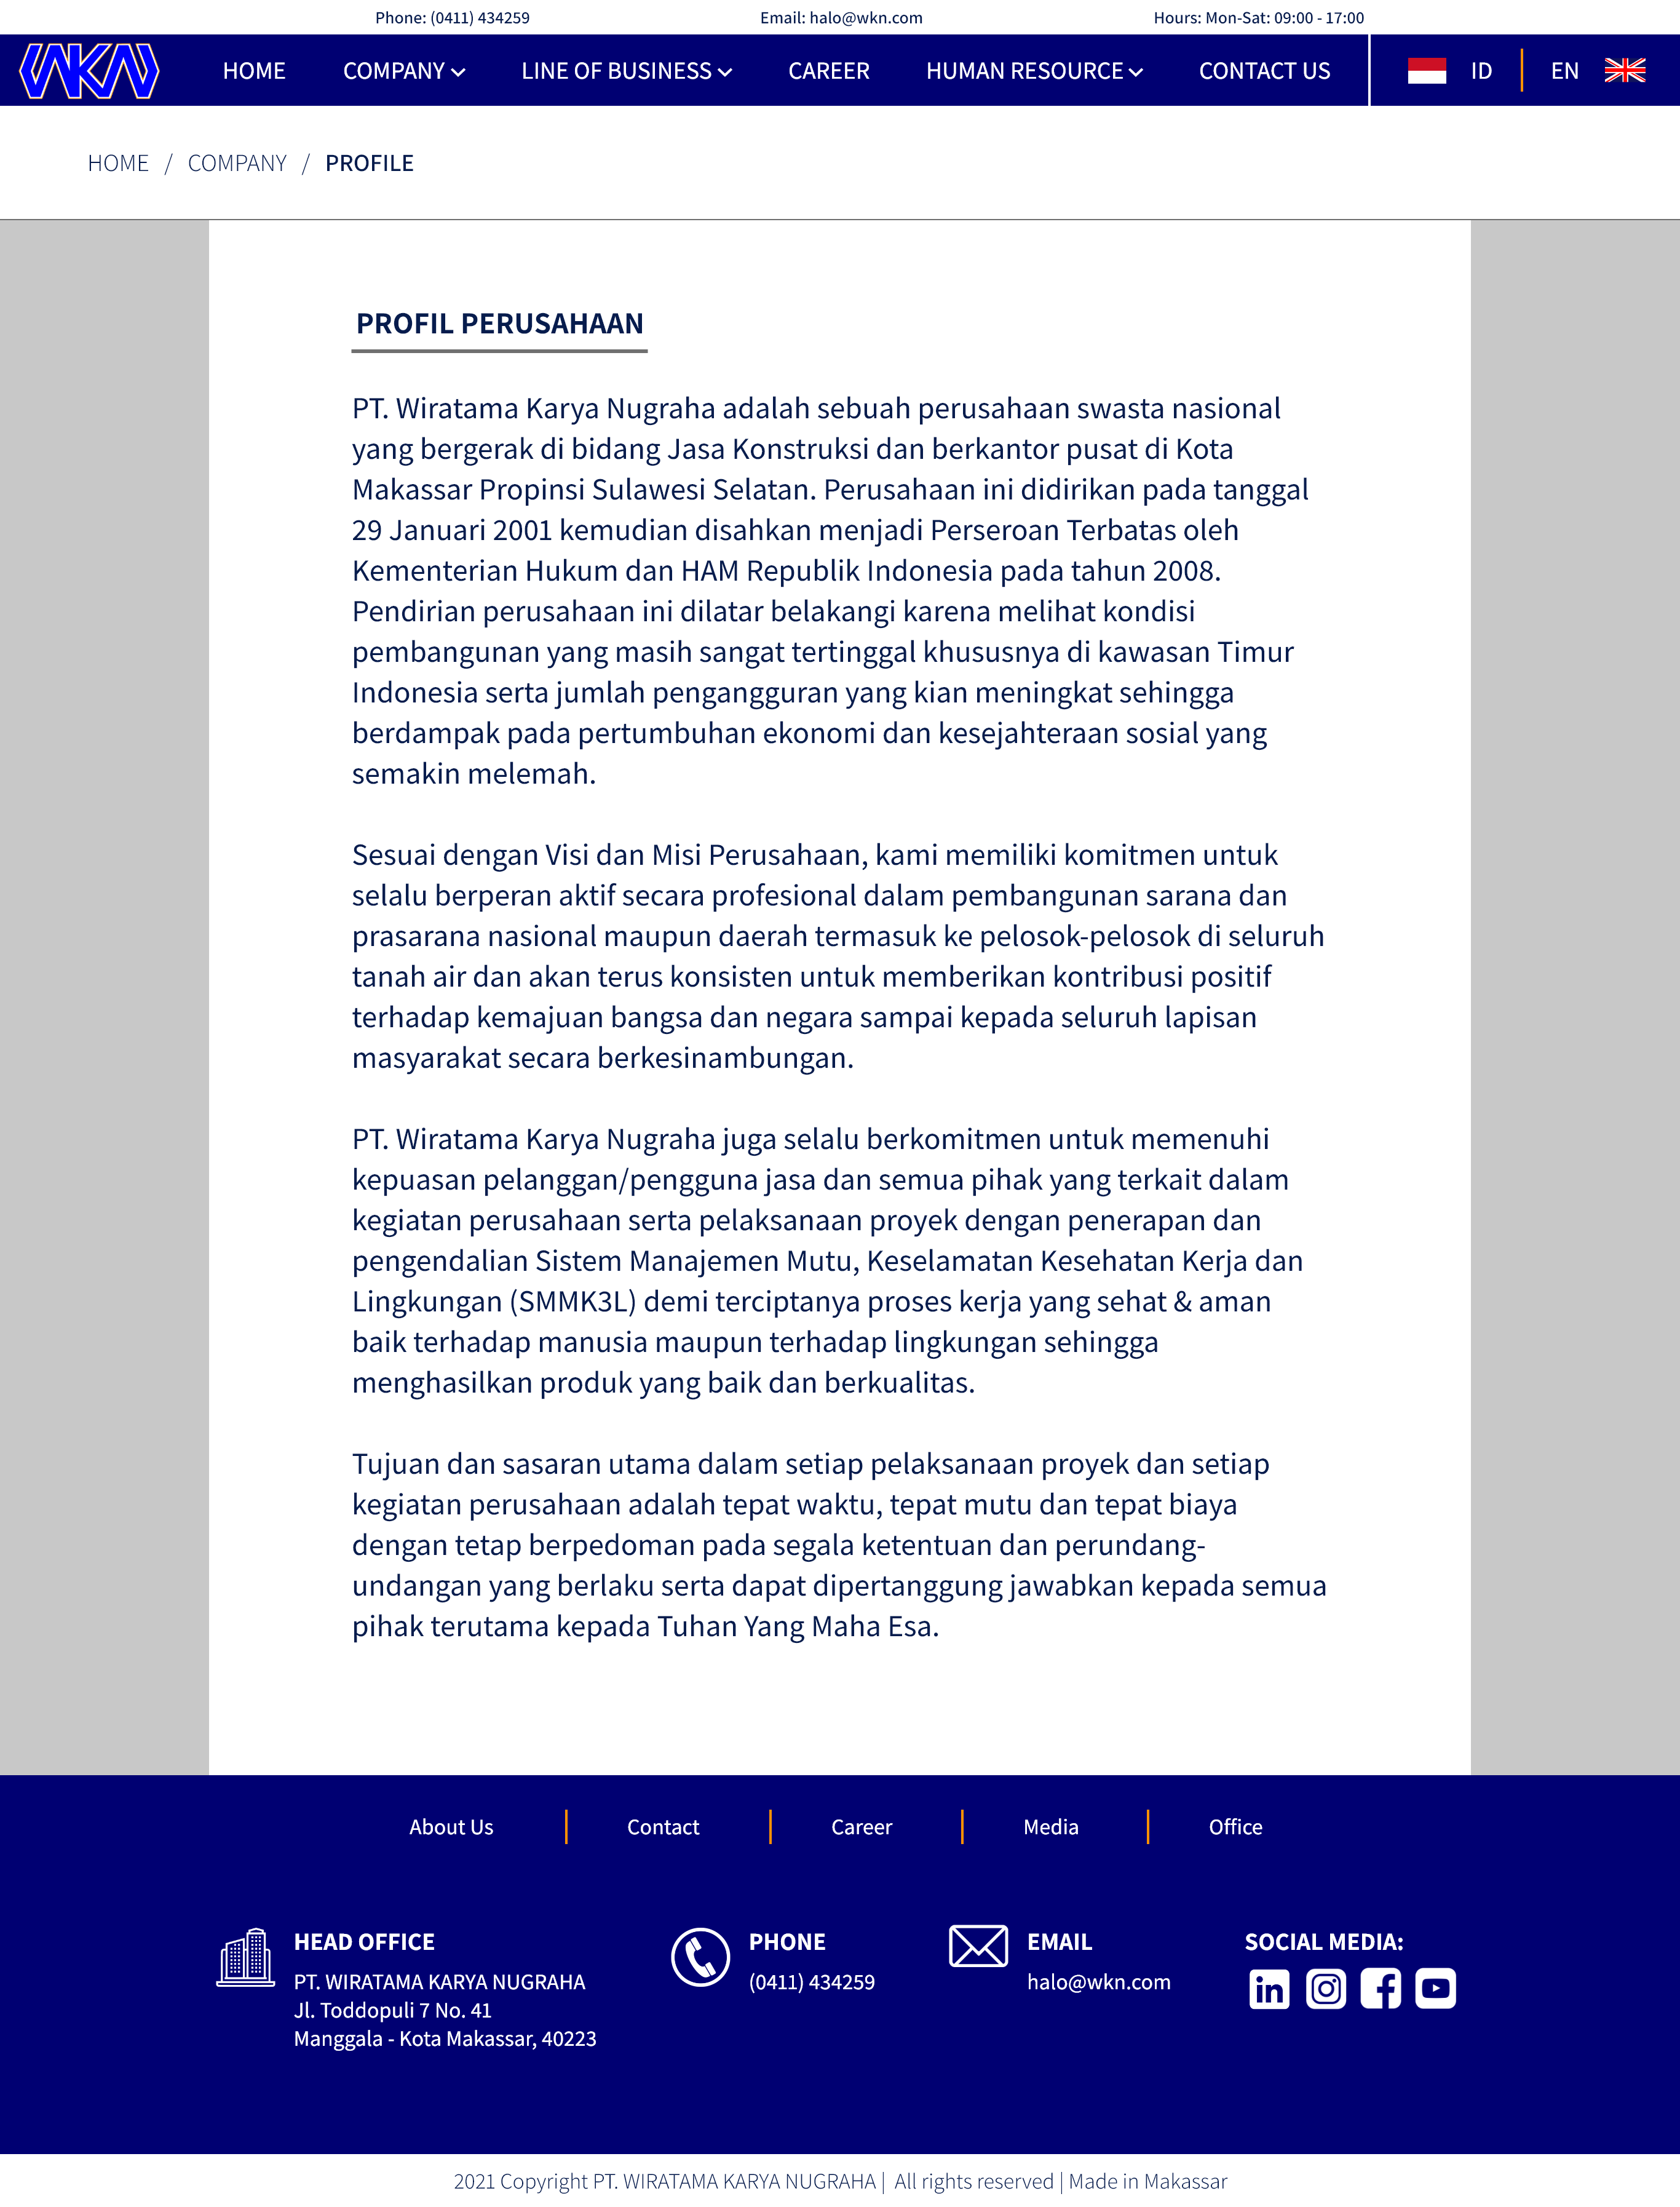 Phone: (0411) 434259 Email: halo@wkn.com Hours: Mon-Sat: 09:00 - 17:00
WKN HOME COMPANY LINE OF BUSINESS CAREER HUMAN RESOURCE CONTACT US ID EN
HOME / COMPANY / PROFILE
PROFIL PERUSAHAAN
PT. Wiratama Karya Nugraha adalah sebuah perusahaan swasta nasional
yang bergerak di bidang Jasa Konstruksi dan berkantor pusat di Kota
Makassar Propinsi Sulawesi Selatan. Perusahaan ini didirikan pada tanggal
29 Januari 2001 kemudian disahkan menjadi Perseroan Terbatas oleh
Kementerian Hukum dan HAM Republik Indonesia pada tahun 2008.
Pendirian perusahaan ini dilatar belakangi karena melihat kondisi
pembangunan yang masih sangat tertinggal khususnya di kawasan Timur
Indonesia serta jumlah pengangguran yang kian meningkat sehingga
berdampak pada pertumbuhan ekonomi dan kesejahteraan sosial yang
semakin melemah.
Sesuai dengan Visi dan Misi Perusahaan, kami memiliki komitmen untuk
selalu berperan aktif secara profesional dalam pembangunan sarana dan
prasarana nasional maupun daerah termasuk ke pelosok-pelosok di seluruh
tanah air dan akan terus konsisten untuk memberikan kontribusi positif
terhadap kemajuan bangsa dan negara sampai kepada seluruh lapisan
masyarakat secara berkesinambungan.
PT. Wiratama Karya Nugraha juga selalu berkomitmen untuk memenuhi
kepuasan pelanggan/pengguna jasa dan semua pihak yang terkait dalam
kegiatan perusahaan serta pelaksanaan proyek dengan penerapan dan
pengendalian Sistem Manajemen Mutu, Keselamatan Kesehatan Kerja dan
Lingkungan (SMMK3L) demi terciptanya proses kerja yang sehat & aman
baik terhadap manusia maupun terhadap lingkungan sehingga
menghasilkan produk yang baik dan berkualitas.
Tujuan dan sasaran utama dalam setiap pelaksanaan proyek dan setiap
kegiatan perusahaan adalah tepat waktu, tepat mutu dan tepat biaya
dengan tetap berpedoman pada segala ketentuan dan perundang-
undangan yang berlaku serta dapat dipertanggung jawabkan kepada semua
pihak terutama kepada Tuhan Yang Maha Esa.
About Us | Contact | Career | Media | Office
HEAD OFFICE
PT. WIRATAMA KARYA NUGRAHA
Jl. Toddopuli 7 No. 41
Manggala - Kota Makassar, 40223
PHONE
(0411) 434259
EMAIL
halo@wkn.com
SOCIAL MEDIA:
in
2021 Copyright PT. WIRATAMA KARYA NUGRAHA | All rights reserved | Made in Makassar